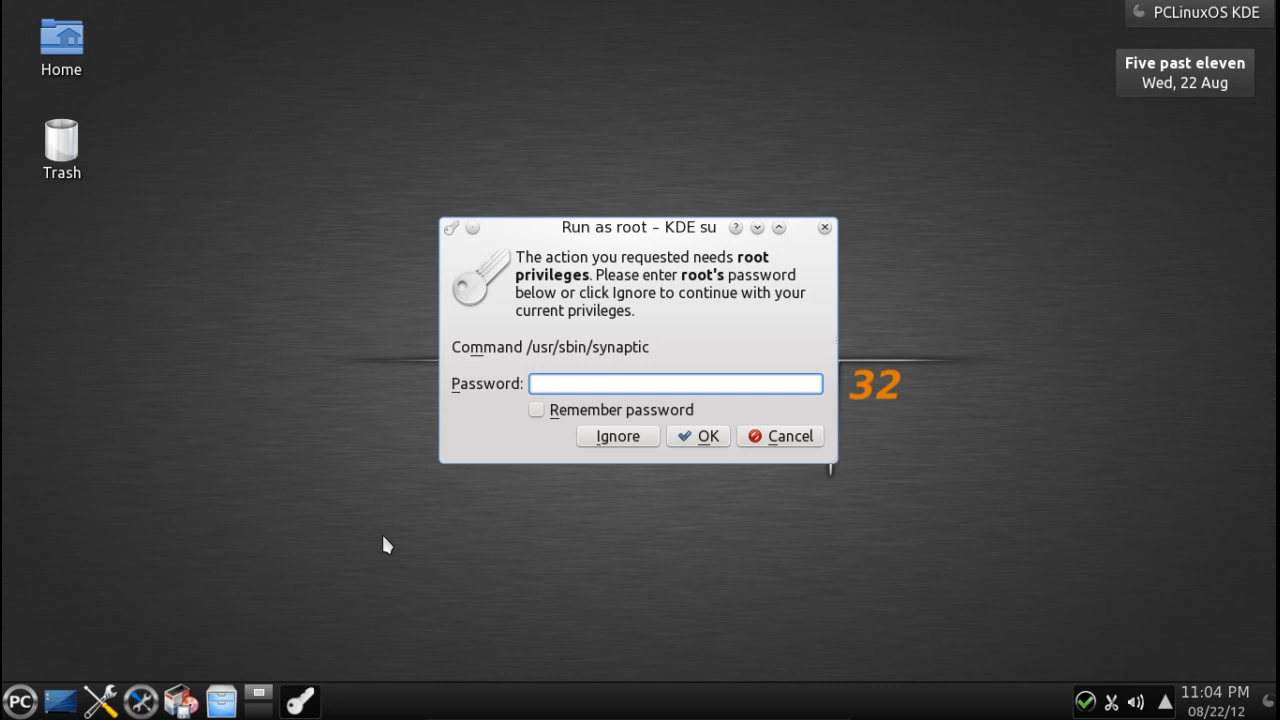 PCLinuxOS KDE
Home
Five past eleven
Wed, 22 Aug
Trash
Run as root – KDE su
The action you requested needs root
privileges. Please enter root's password
below or click Ignore to continue with your
current privileges.
Command /usr/sbin/synaptic
Password:
32
Remember password
Ignore OK Cancel
PC
11:04 PM
08/22/12